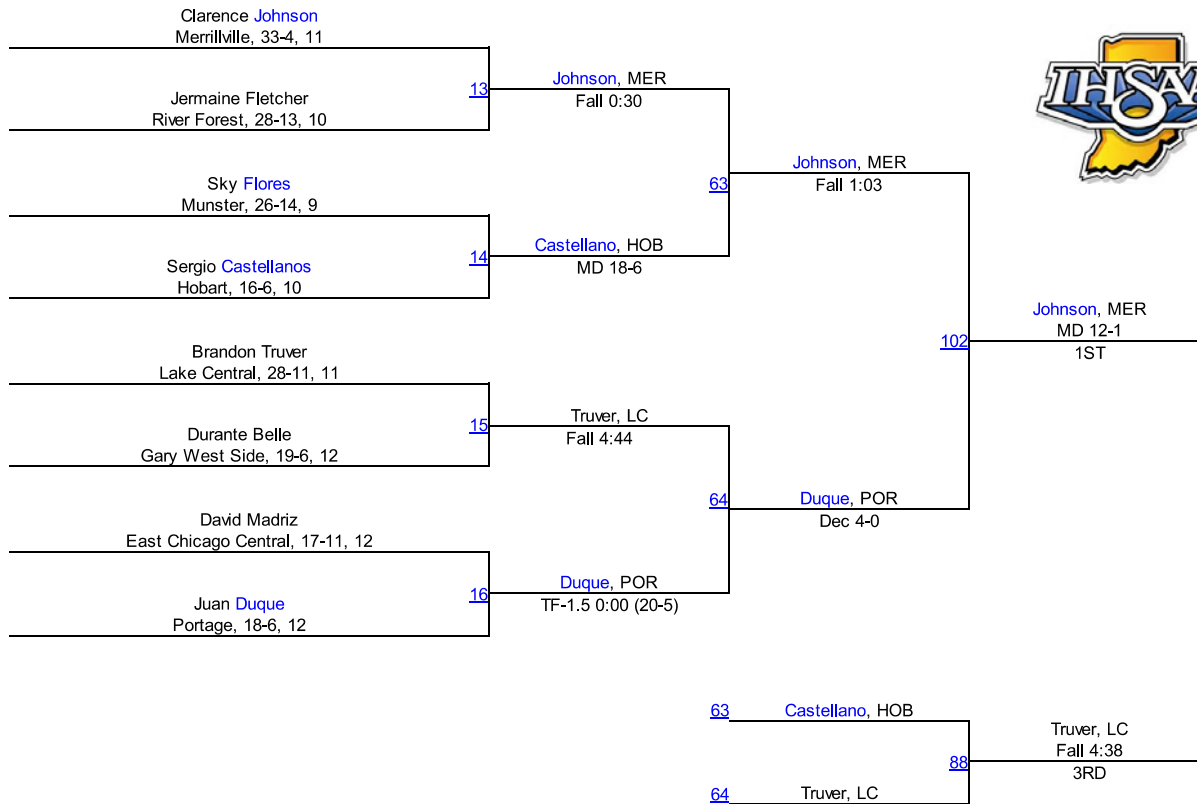 Clarence Johnson
Merrillville, 33-4, 11
Jermaine Fletcher
River Forest, 28-13, 10
13
Johnson, MER
Fall 0:30
Sky Flores
Munster, 26-14, 9
Sergio Castellanos
Hobart, 16-6, 10
14
Castellano, HOB
MD 18-6
63
Johnson, MER
Fall 1:03
IHSAA
Brandon Truver
Lake Central, 28-11, 11
Durante Belle
Gary West Side, 19-6, 12
15
Truver, LC
Fall 4:44
David Madriz
East Chicago Central, 17-11, 12
Juan Duque
Portage, 18-6, 12
16
Duque, POR
TF-1.5 0:00 (20-5)
64
Duque, POR
Dec 4-0
102
Johnson, MER
MD 12-1
1ST
63
Castellano, HOB
64
Truver, LC
88
Truver, LC
Fall 4:38
3RD